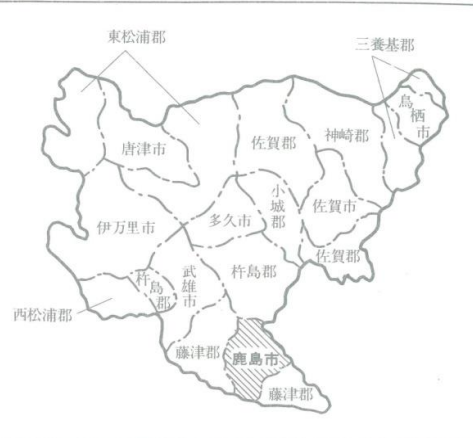 東松浦郡
三養基郡
鳥栖市
唐津市
佐賀郡
神崎郡
小城郡
佐賀市
伊万里市
多久市
佐賀郡
杵島郡
武雄市
杵島郡
西松浦郡
藤津郡
鹿島市
藤津郡